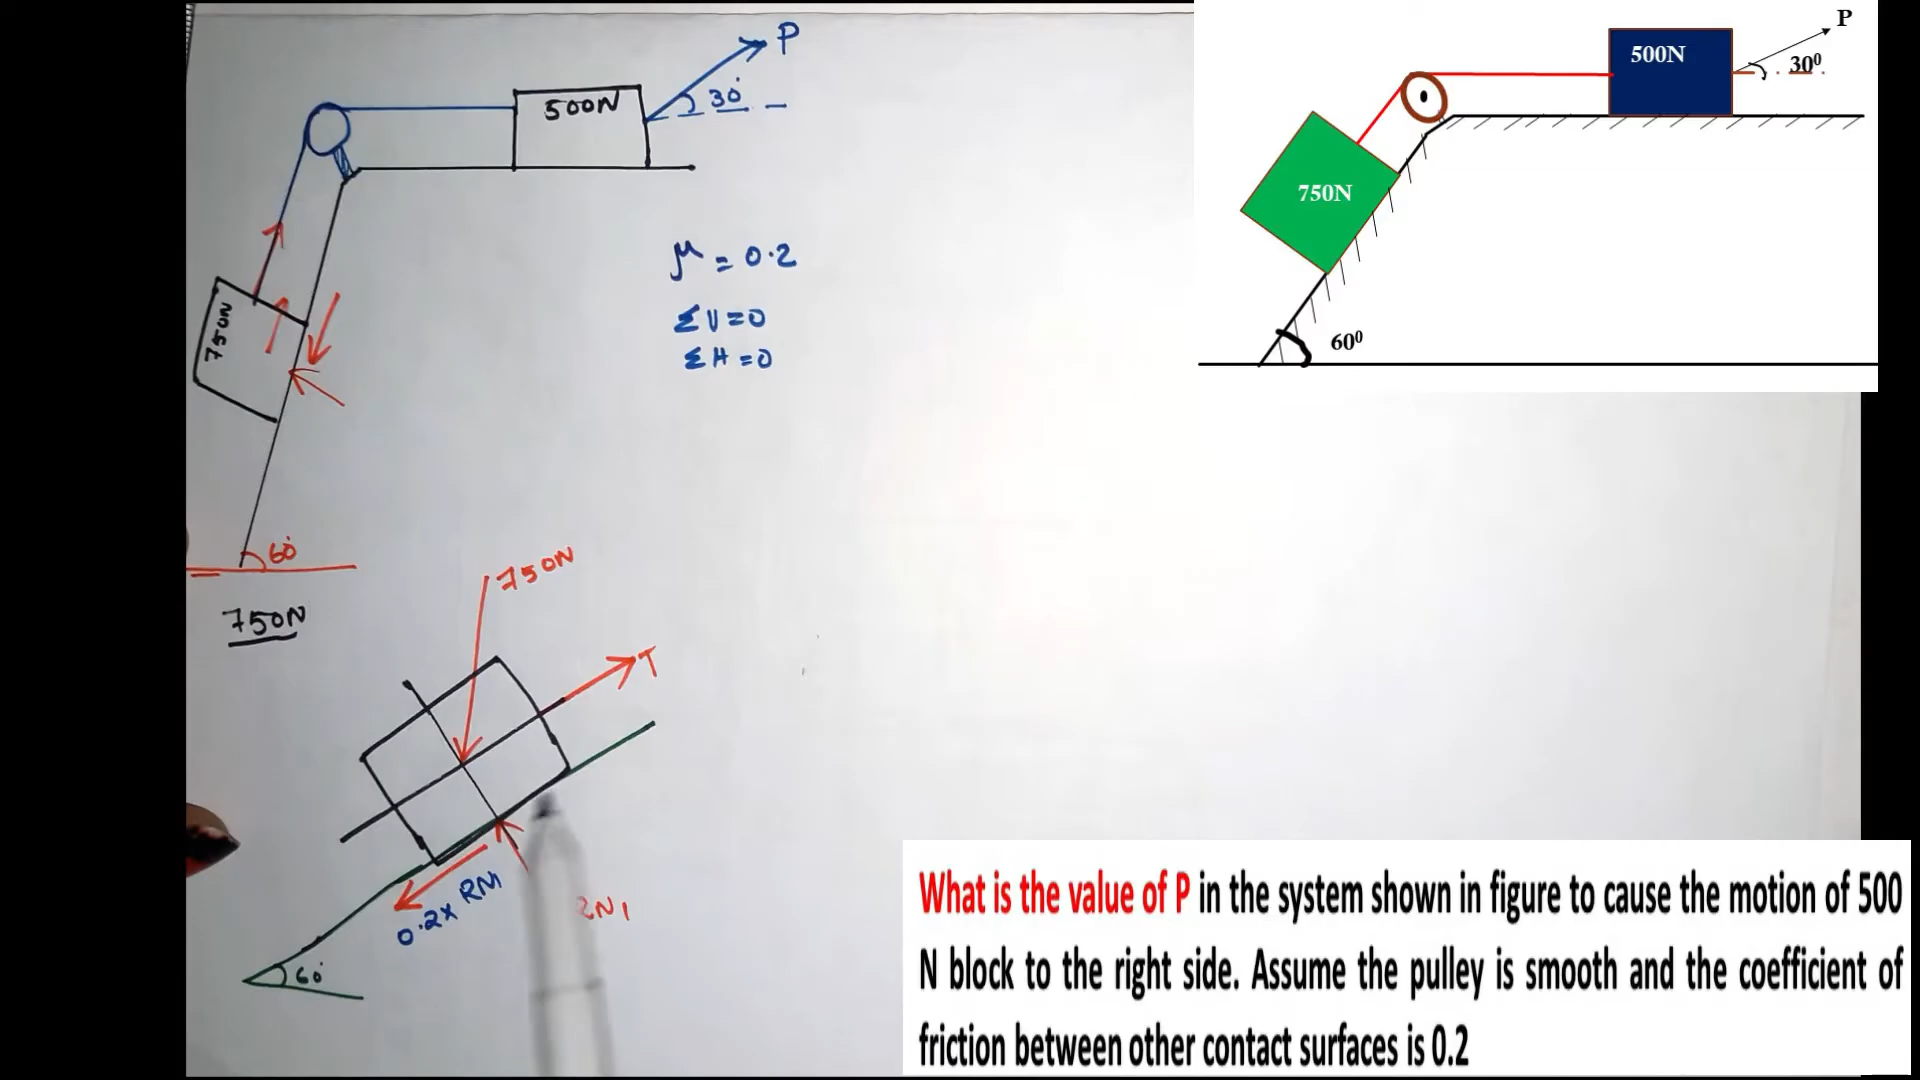 P
30°
500N
750N
μ = 0.2
ΣV=0
ΣH=0
60°
750N
750N
T
0.2x RN1
60°
P
500N
30⁰
750N
60⁰
What is the value of P in the system shown in figure to cause the motion of 500
N block to the right side. Assume the pulley is smooth and the coefficient of
friction between other contact surfaces is 0.2